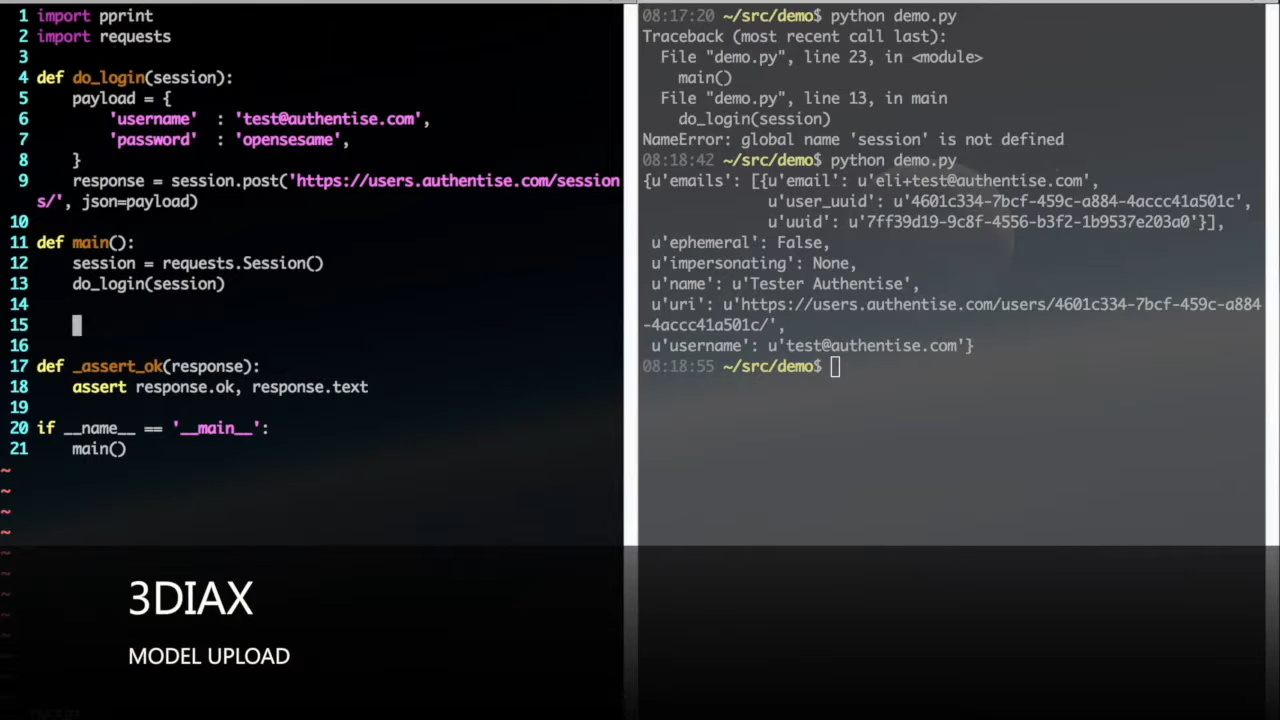 1 import pprint
2 import requests
3
4 def do_login(session):
5     payload = {
6         'username'  : 'test@authentise.com',
7         'password'  : 'opensesame',
8     }
9     response = session.post('https://users.authentise.com/session
s/', json=payload)
10
11 def main():
12     session = requests.Session()
13     do_login(session)
14
15
16
17 def _assert_ok(response):
18     assert response.ok, response.text
19
20 if __name__ == '__main__':
21     main()
~
~
~
~
~
~
~
~
~
08:17:20 ~/src/demo$ python demo.py
Traceback (most recent call last):
  File "demo.py", line 23, in <module>
    main()
  File "demo.py", line 13, in main
    do_login(session)
NameError: global name 'session' is not defined
08:18:42 ~/src/demo$ python demo.py
{u'emails': [{u'email': u'eli+test@authentise.com',
              u'user_uuid': u'4601c334-7bcf-459c-a884-4accc41a501c',
              u'uuid': u'7ff39d19-9c8f-4556-b3f2-1b9537e203a0'}],
 u'ephemeral': False,
 u'impersonating': None,
 u'name': u'Tester Authentise',
 u'uri': u'https://users.authentise.com/users/4601c334-7bcf-459c-a884
-4accc41a501c/',
 u'username': u'test@authentise.com'}
08:18:55 ~/src/demo$
3DIAX
MODEL UPLOAD